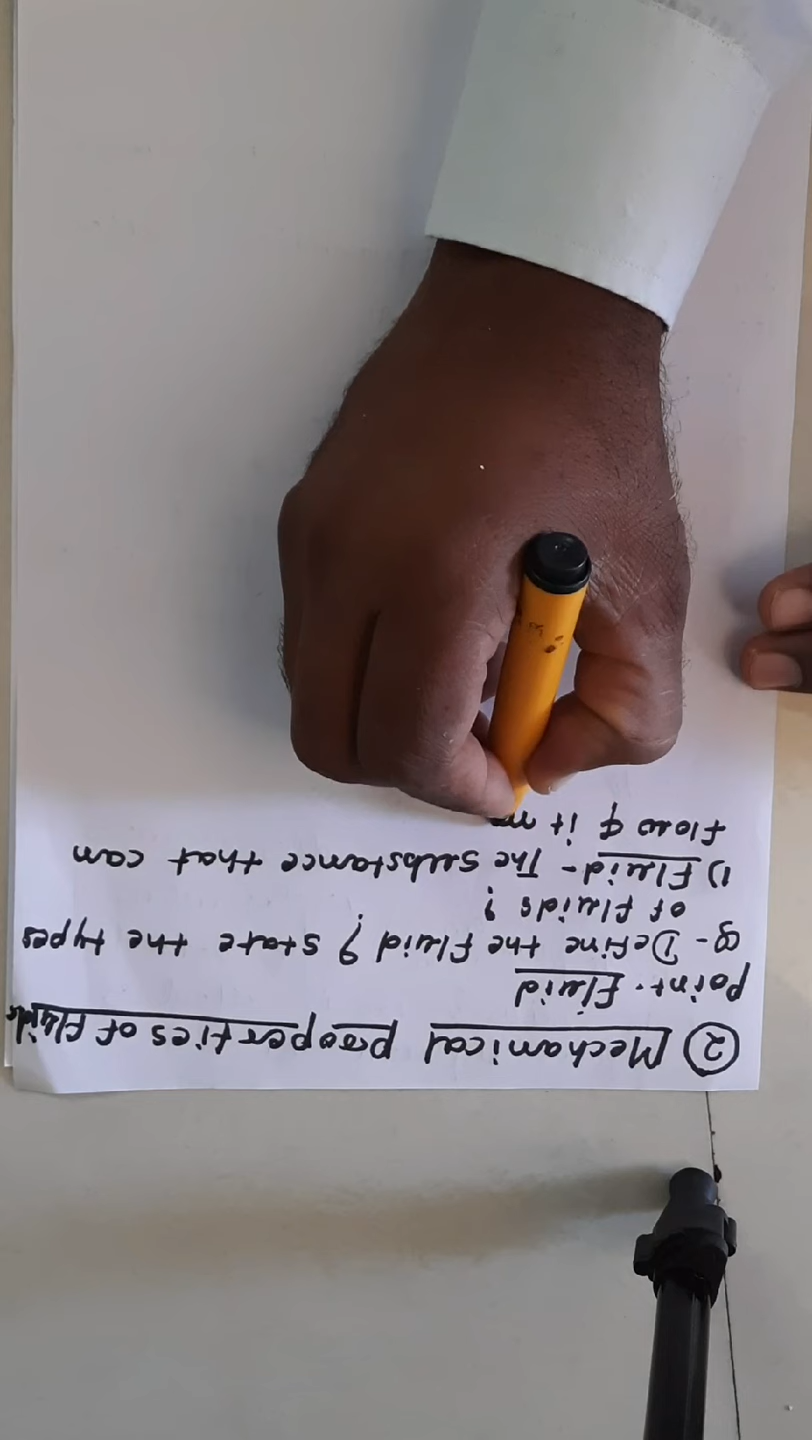 ② Mechanical properties of Fluids
Point. Fluid
Q- Define the fluid? state the types
of fluids?
1) Fluid - The substance that can
flow & it